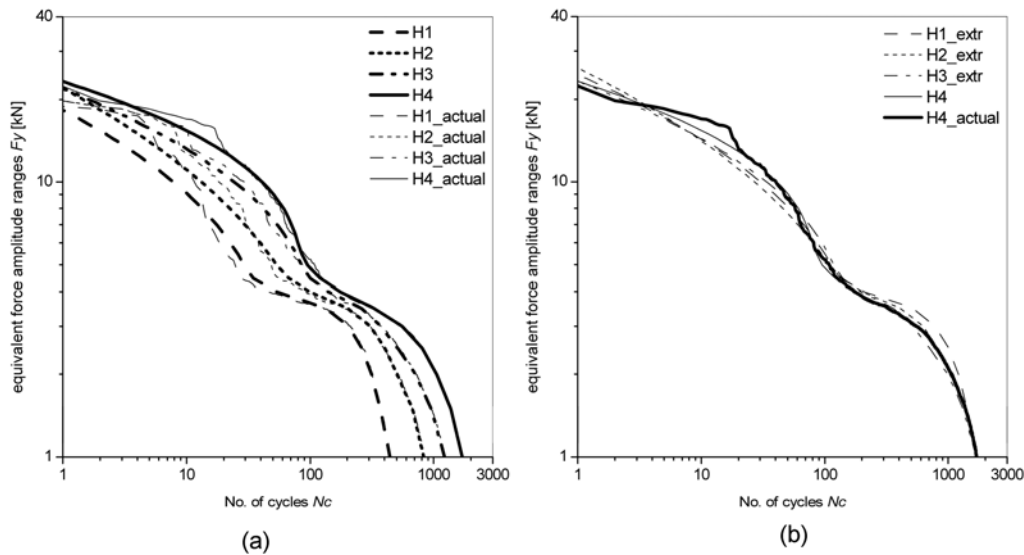 40
10
1
equivalent force amplitude ranges Fy [kN]
H1
H2
H3
H4
H1_actual
H2_actual
H3_actual
H4_actual
1
10
100
1000
3000
No. of cycles Nc
(a)
40
10
1
equivalent force amplitude ranges Fy [kN]
H1_extr
H2_extr
H3_extr
H4
H4_actual
1
10
100
1000
3000
No. of cycles Nc
(b)